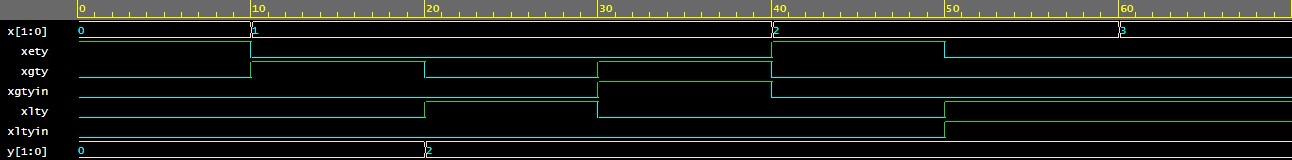 0 10 20 30 40 50 60
x[1:0] 0 1 2 3
xety
xgty
xgtyin
xlty
xltyin
y[1:0] 0 2